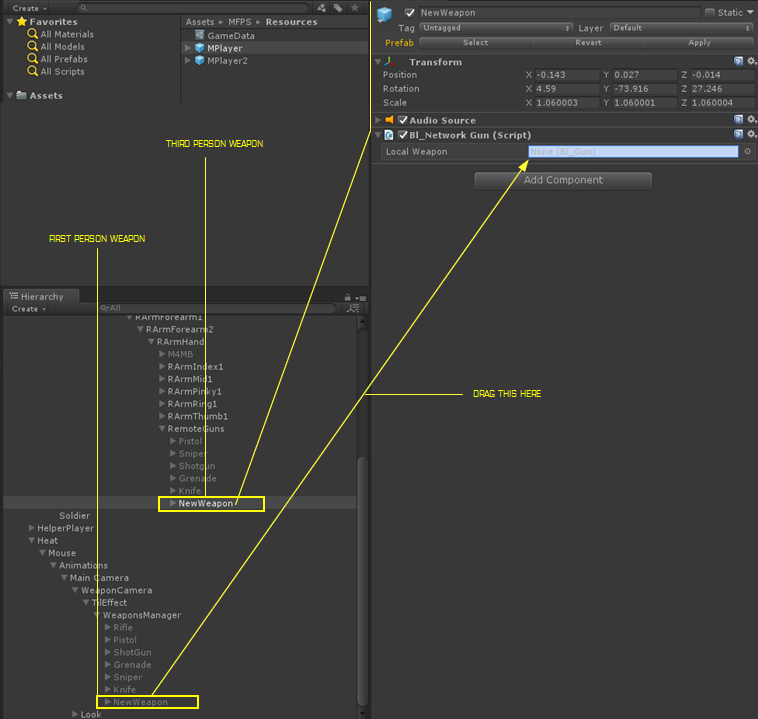 Create
Favorites
All Materials
All Models
All Prefabs
All Scripts
Assets
Assets ▸ MFPS ▸ Resources
GameData
MPlayer
MPlayer2
THIRD PERSON WEAPON
FIRST PERSON WEAPON
Hierarchy
Create
All
RArmForearm1
RArmForearm2
RArmHand
M4MB
RArmIndex1
RArmMid1
RArmPinky1
RArmRing1
RArmThumb1
RemoteGuns
Pistol
Sniper
Shotgun
Grenade
Knife
NewWeapon
Soldier
HelperPlayer
Heat
Mouse
Animations
Main Camera
WeaponCamera
TilEffect
WeaponsManager
Rifle
Pistol
ShotGun
Grenade
Sniper
Knife
NewWeapon
Look
NewWeapon Static
Tag Untagged Layer Default
Prefab Select Revert Apply
Transform
Position X -0.143 Y 0.027 Z -0.014
Rotation X 4.59 Y -73.916 Z 27.246
Scale X 1.060003 Y 1.060001 Z 1.060004
Audio Source
Bl_Network Gun (Script)
Local Weapon None (Bl_Gun)
Add Component
DRAG THIS HERE